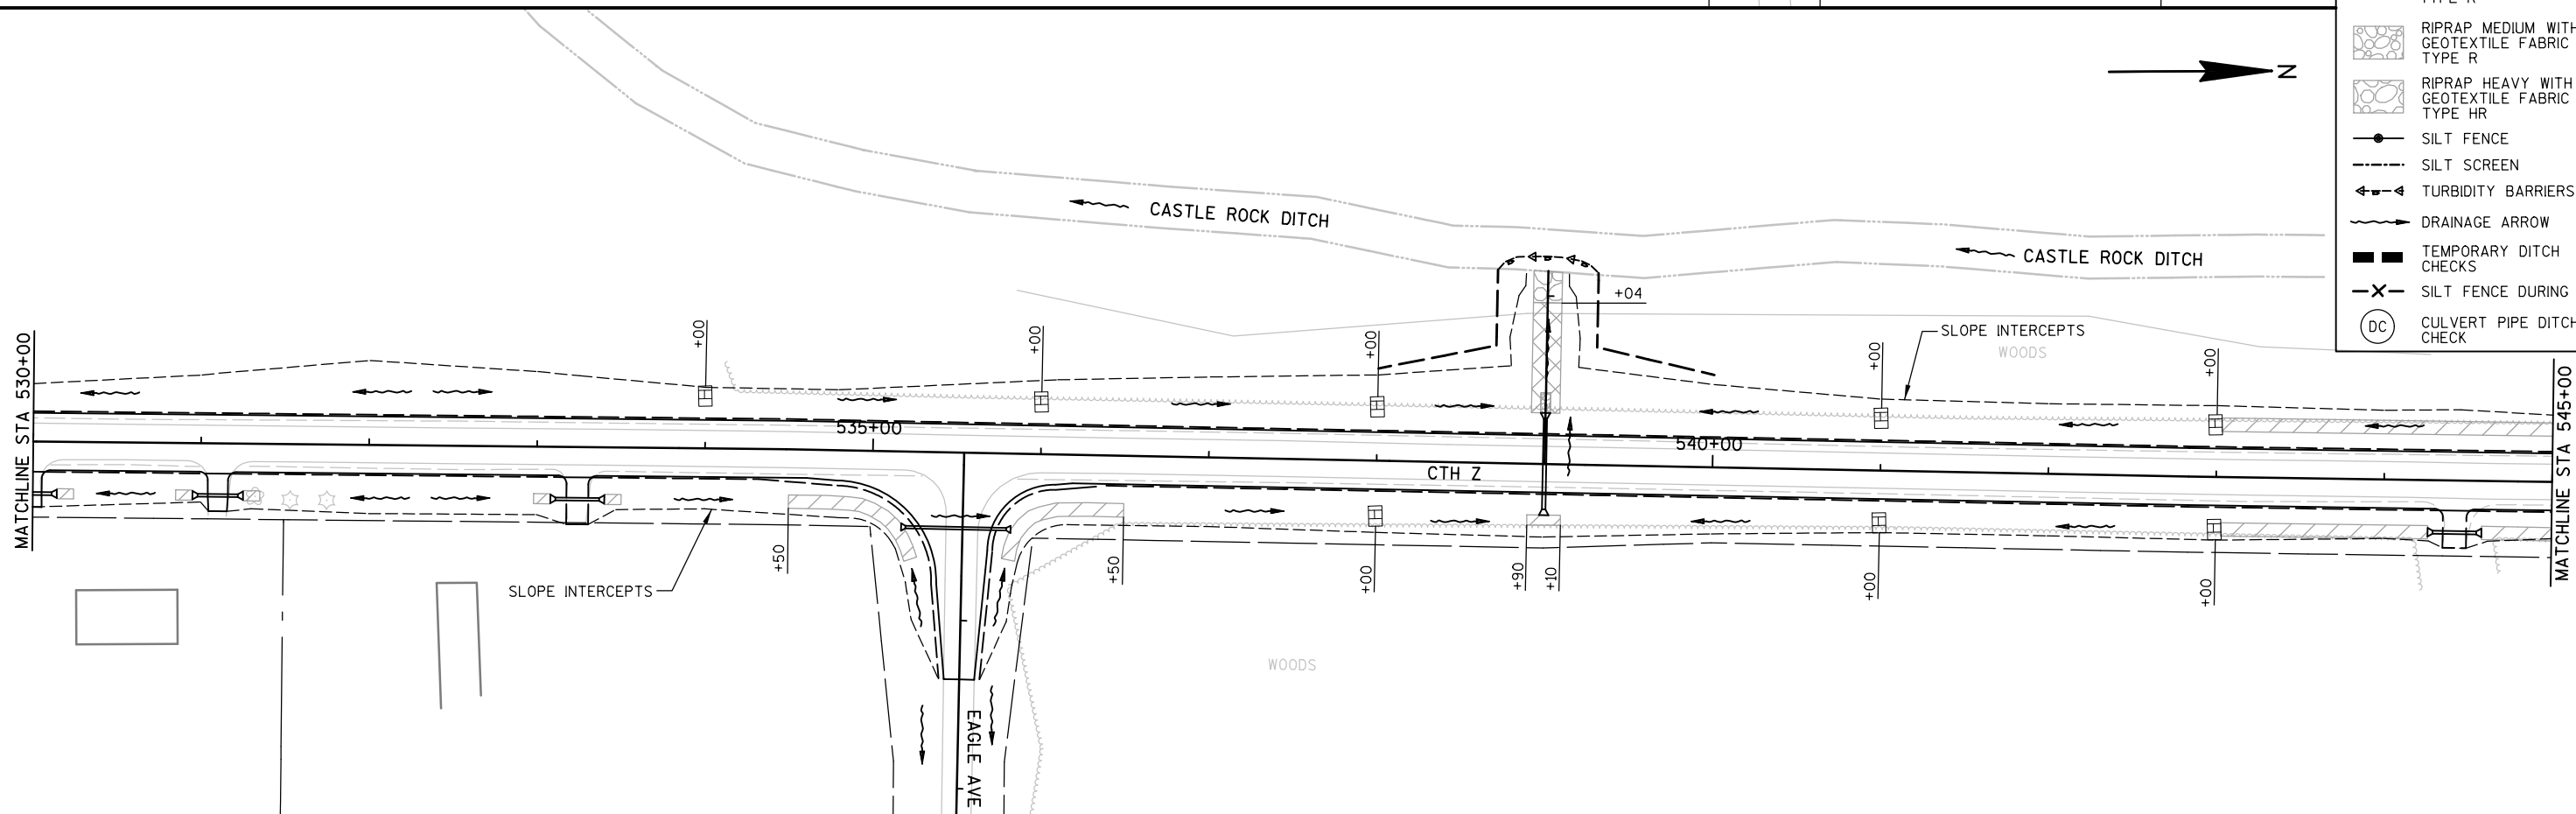 RIPRAP MEDIUM WITH
GEOTEXTILE FABRIC
TYPE R
RIPRAP HEAVY WITH
GEOTEXTILE FABRIC
TYPE HR
SILT FENCE
SILT SCREEN
TURBIDITY BARRIERS
DRAINAGE ARROW
TEMPORARY DITCH
CHECKS
SILT FENCE DURING
DC
CULVERT PIPE DITCH
CHECK
N
CASTLE ROCK DITCH
CASTLE ROCK DITCH
+04
SLOPE INTERCEPTS
WOODS
+00
+00
+00
+00
+00
MATCHLINE STA 530+00
535+00
540+00
CTH Z
MATCHLINE STA 545+00
+50
+50
+00
+90
+10
+00
+00
SLOPE INTERCEPTS
WOODS
EAGLE AVE